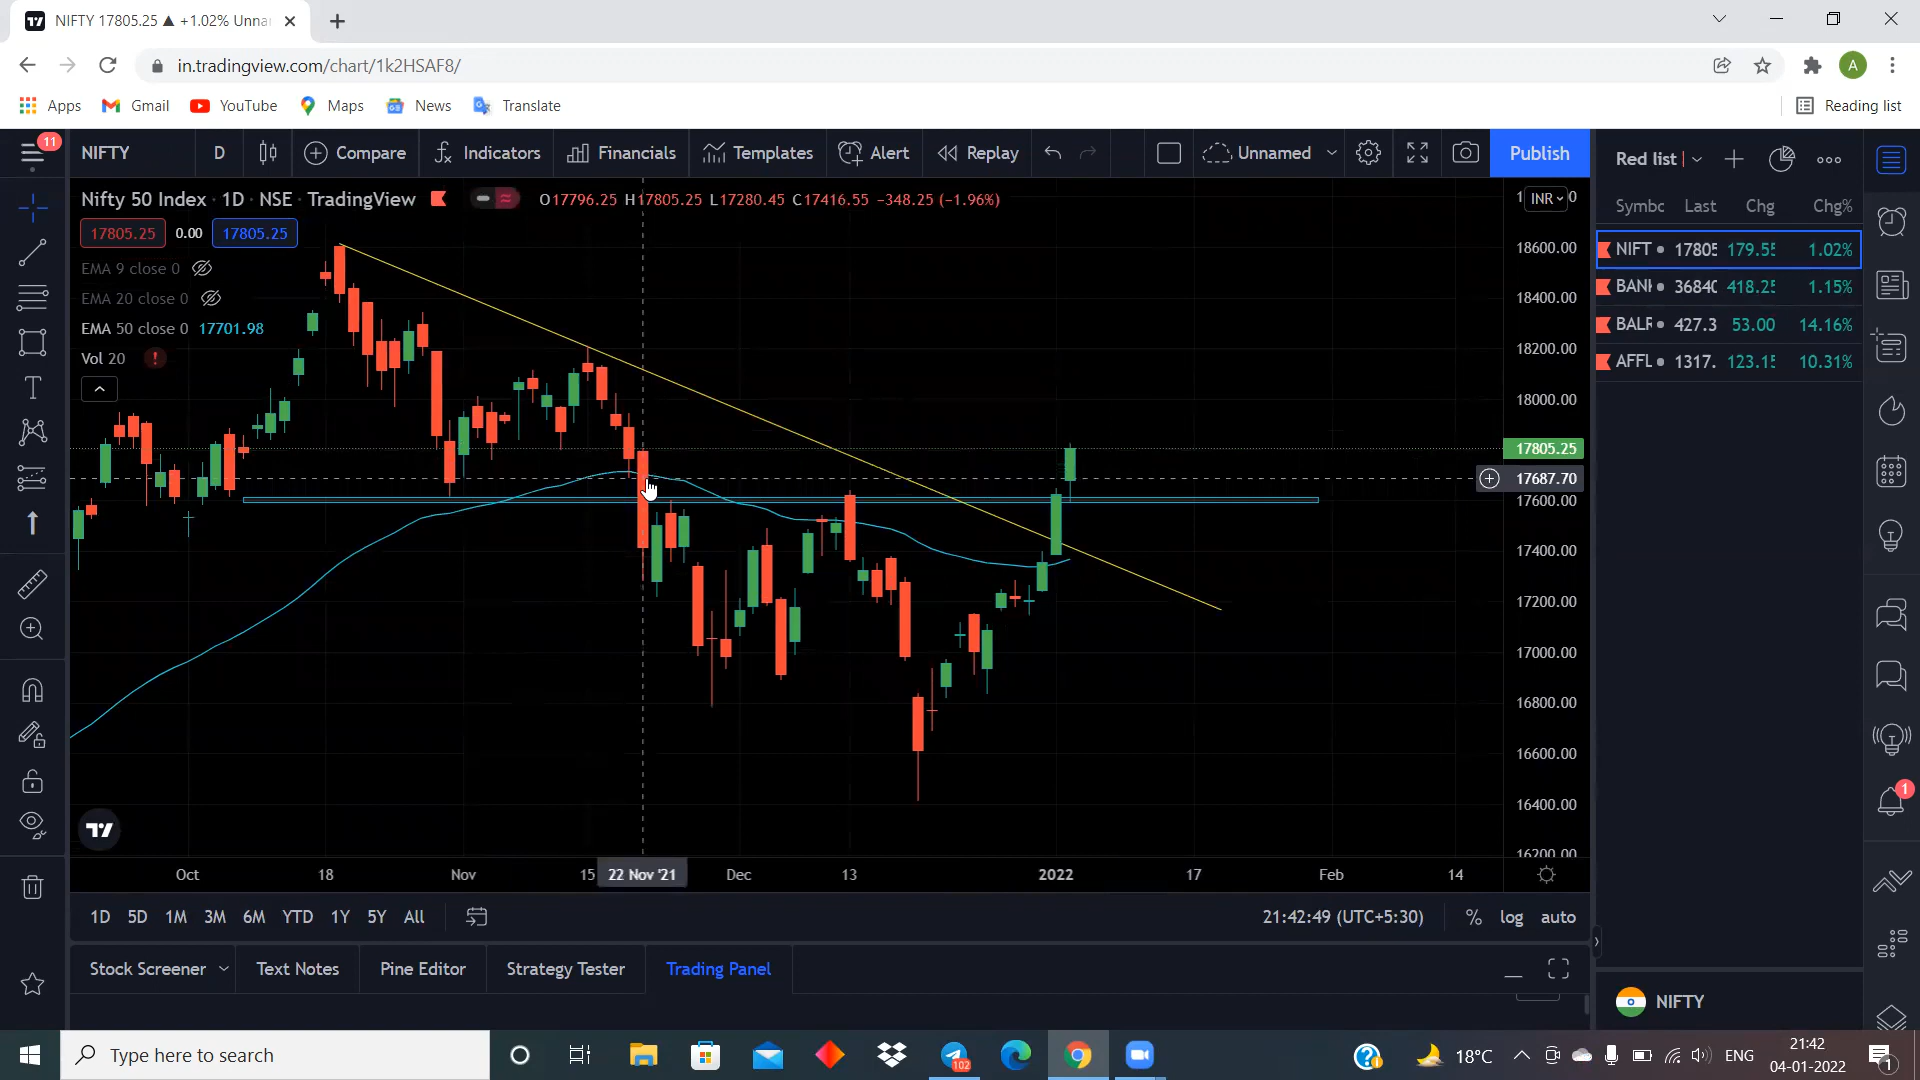 NIFTY 17805.25 ▲ +1.02% Unna
in.tradingview.com/chart/1k2HSAF8/
A
Apps Gmail YouTube Maps News Translate Reading list
11
NIFTY D Compare Indicators Financials Templates Alert Replay Unnamed Publish
Red list
Nifty 50 Index · 1D · NSE TradingView O17796.25 H17805.25 L17280.45 C17416.55 -348.25 (-1.96%)
INR
Symbc Last Chg Chg%
17805.25 0.00 17805.25
EMA 9 close 0
EMA 20 close 0
EMA 50 close 0 17701.98
Vol 20 !
NIFT 1780 179.5 1.02%
BAN 3684 418.25 1.15%
BALR 427.3 53.00 14.16%
AFFL 1317. 123.15 10.31%
18600.00
18400.00
18200.00
18000.00
17805.25
17687.70
17600.00
17400.00
17200.00
17000.00
16800.00
16600.00
16400.00
16200.00
1
Oct 18 Nov 15 22 Nov '21 Dec 13 2022 17 Feb 14
1D 5D 1M 3M 6M YTD 1Y 5Y All 21:42:49 (UTC+5:30) % log auto
Stock Screener Text Notes Pine Editor Strategy Tester Trading Panel
NIFTY
Type here to search
102
18°C
ENG
21:42
04-01-2022
1